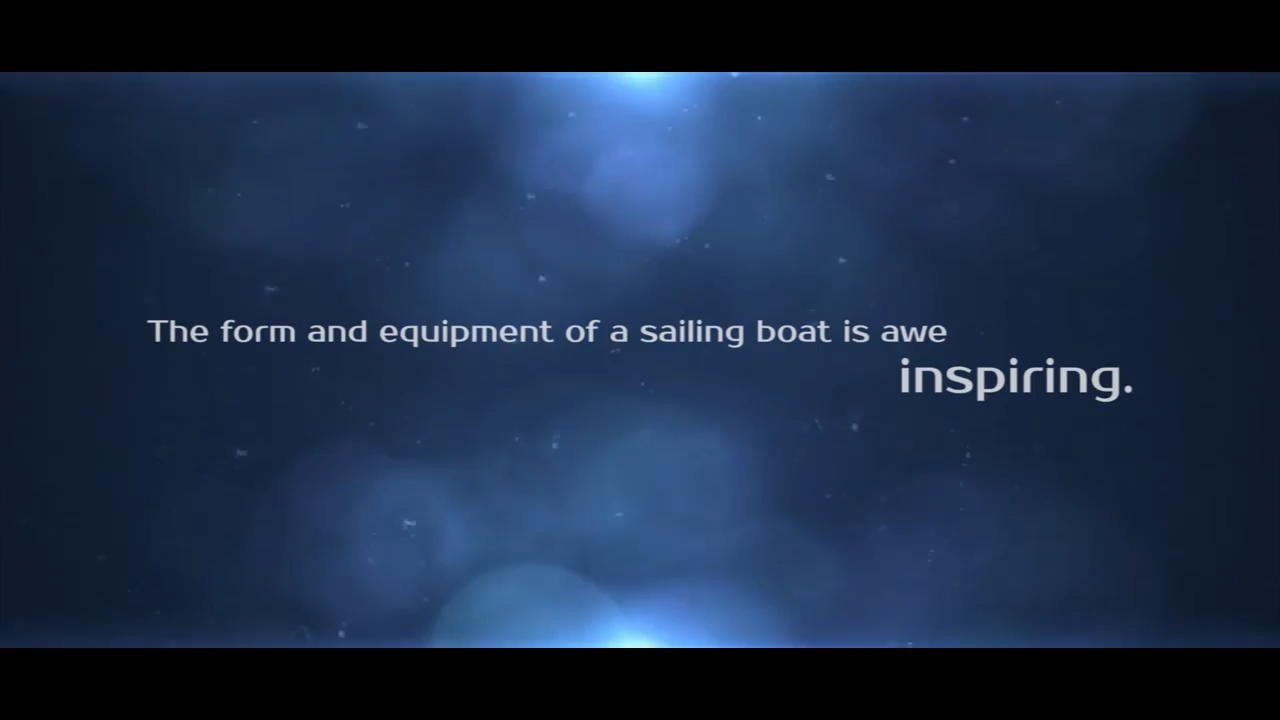 The form and equipment of a sailing boat is awe
inspiring.